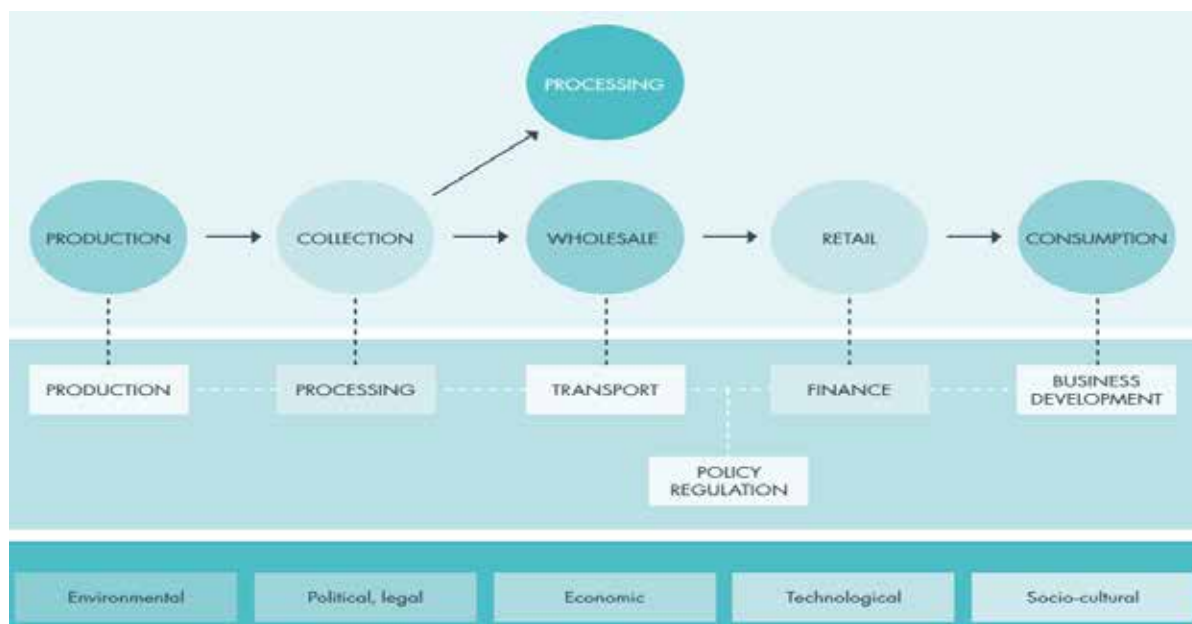 PROCESSING
PRODUCTION
COLLECTION
WHOLESALE
RETAIL
CONSUMPTION
PRODUCTION
PROCESSING
TRANSPORT
FINANCE
BUSINESS
DEVELOPMENT
POLICY
REGULATION
Environmental
Political, legal
Economic
Technological
Socio-cultural